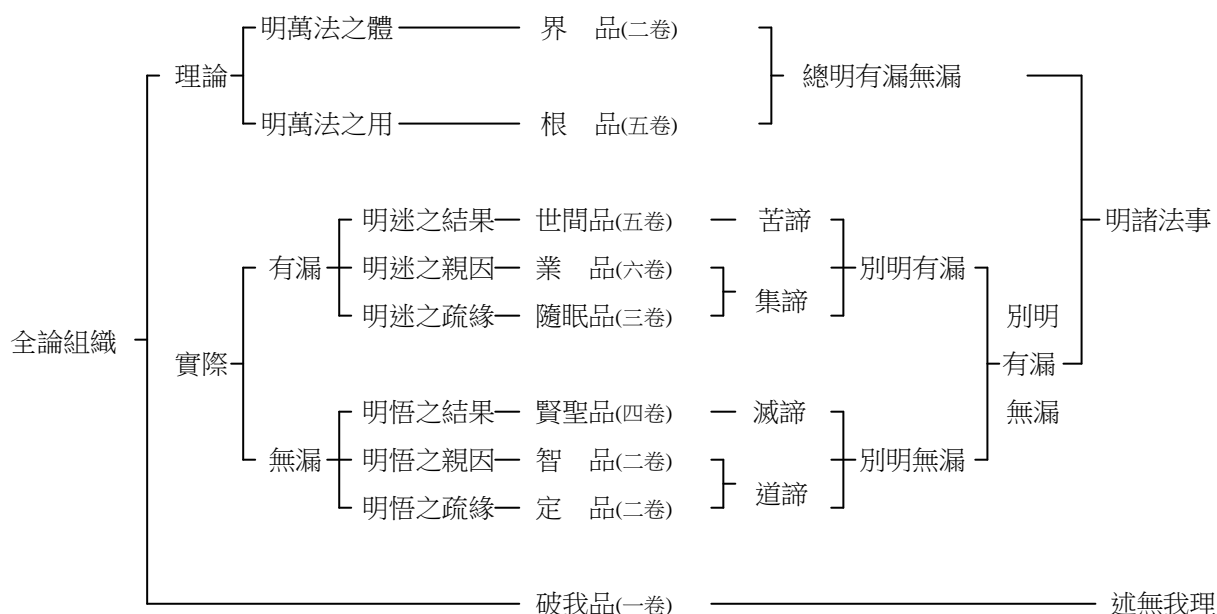 明萬法之體 界 品(二卷)
理論 總明有漏無漏
明萬法之用 根 品(五卷)
明迷之結果 世間品(五卷) 苦諦 明諸法事
有漏 明迷之親因 業 品(六卷) 別明有漏
集諦
明迷之疏緣 隨眠品(三卷) 別明
全論組織
實際 有漏
明悟之結果 賢聖品(四卷) 滅諦 無漏
無漏 明悟之親因 智 品(二卷) 別明無漏
道諦
明悟之疏緣 定 品(二卷)
破我品(一卷) 述無我理